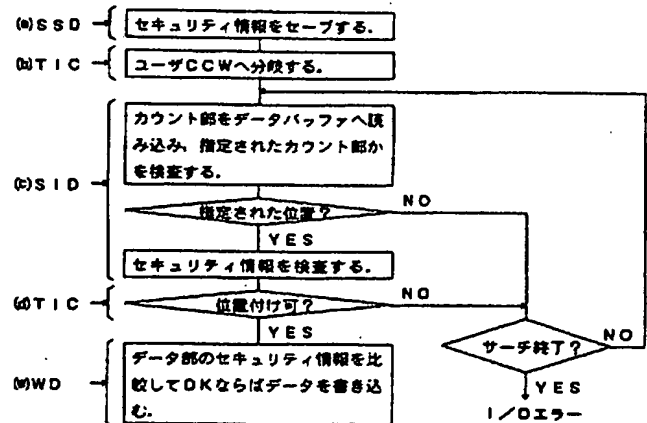 (a)SSD
セキュリティ情報をセーブする.
(b)TIC
ユーザCCWへ分岐する.
カウント部をデータバッファへ読
み込み、指定されたカウント部か
を検査する.
(c)SID
指定された位置?
NO
YES
セキュリティ情報を検査する.
(d)TIC
位置付け可?
NO
YES
サーチ終了?
NO
データ部のセキュリティ情報を比
較してOKならばデータを書き込
む.
(e)WD
YES
I/Oエラー